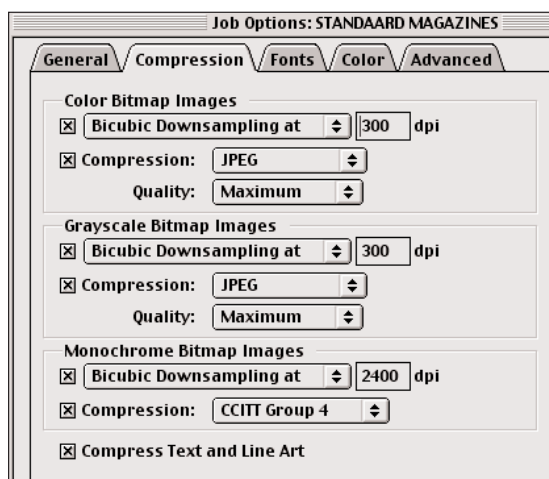 Job Options: STANDAARD MAGAZINES
General Compression Fonts Color Advanced
Color Bitmap Images
Bicubic Downsampling at 300 dpi
Compression: JPEG
Quality: Maximum
Grayscale Bitmap Images
Bicubic Downsampling at 300 dpi
Compression: JPEG
Quality: Maximum
Monochrome Bitmap Images
Bicubic Downsampling at 2400 dpi
Compression: CCITT Group 4
Compress Text and Line Art